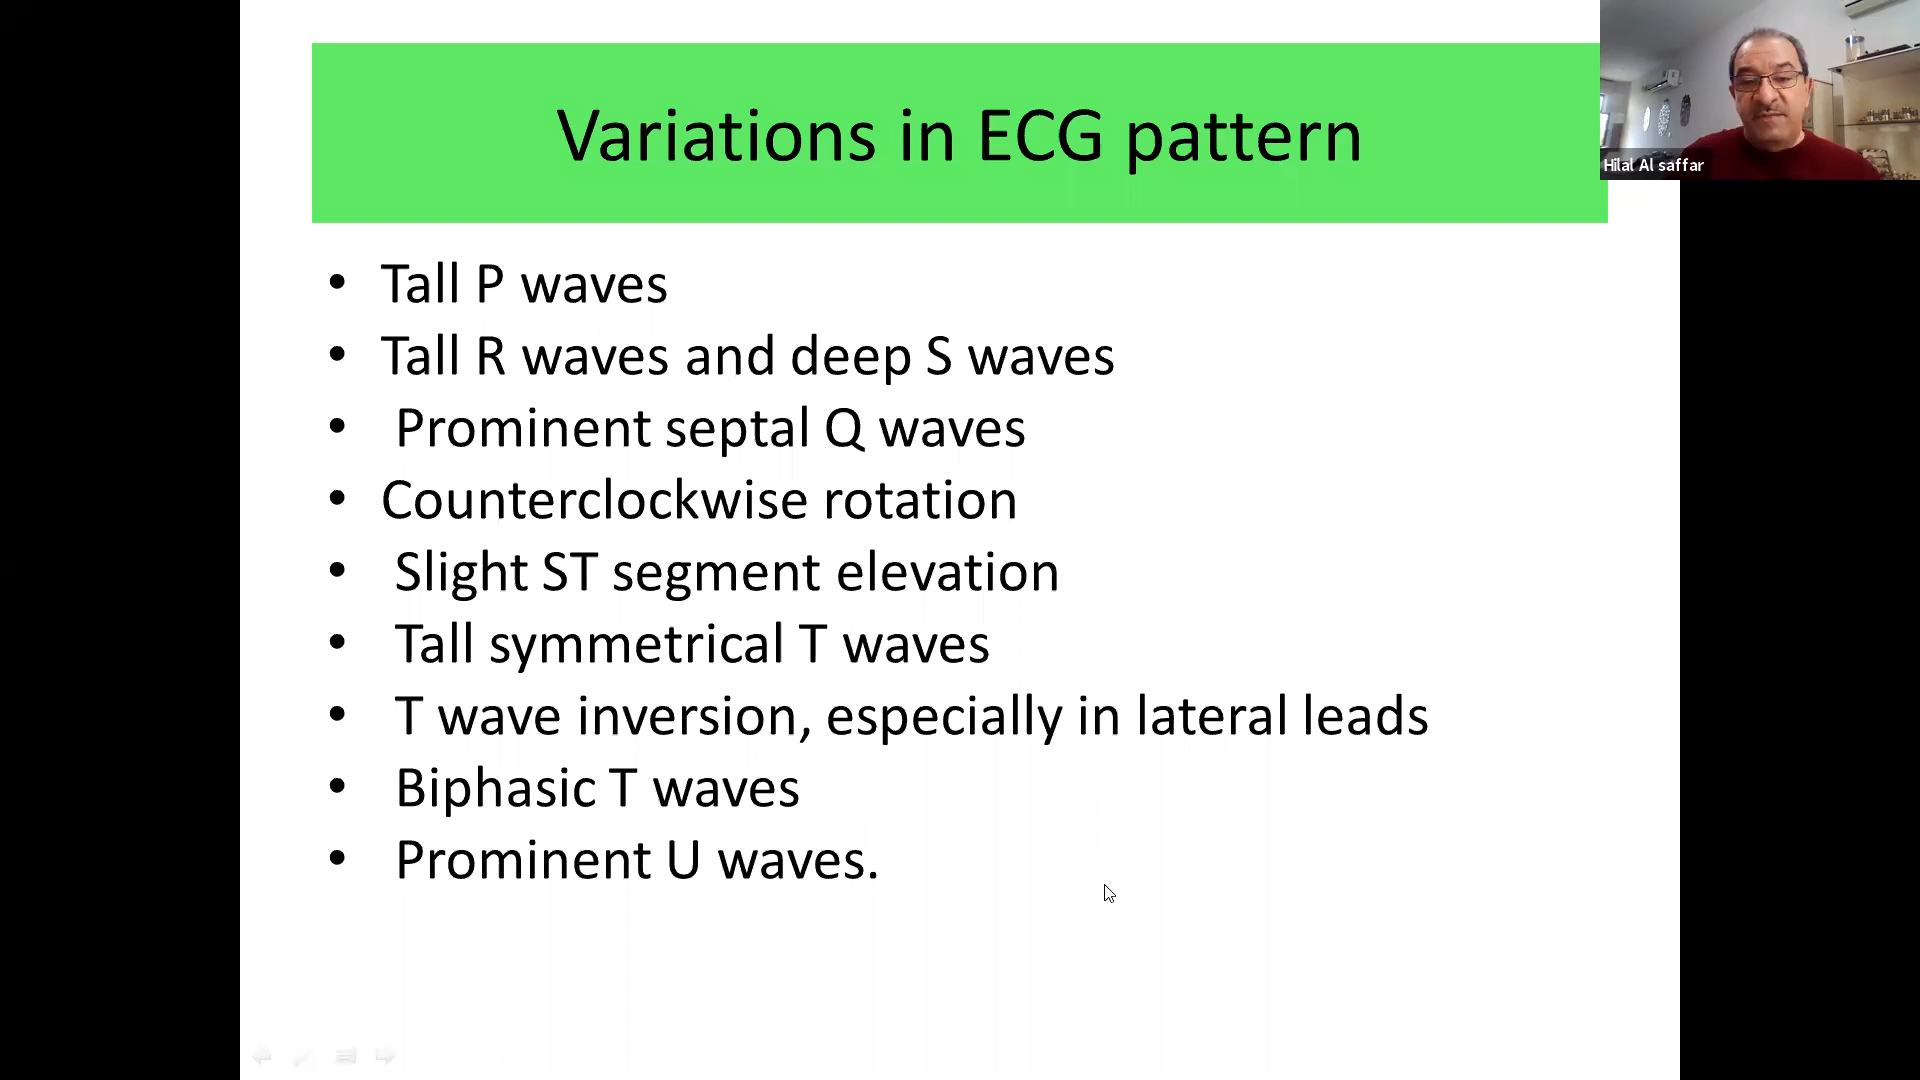 Variations in ECG pattern
Hilal Al saffar
• Tall P waves
• Tall R waves and deep S waves
• Prominent septal Q waves
• Counterclockwise rotation
• Slight ST segment elevation
• Tall symmetrical T waves
• T wave inversion, especially in lateral leads
• Biphasic T waves
• Prominent U waves.